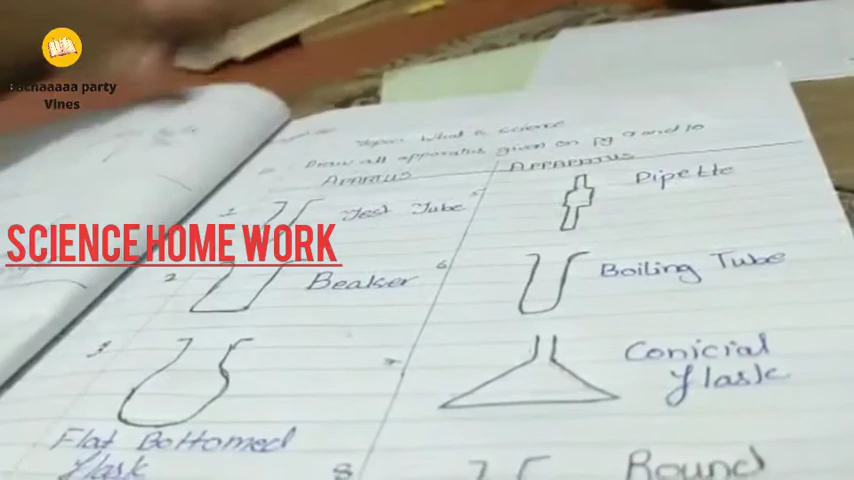 Bachaaaaa party
Vines
Topic: What is science
Draw all apparatus given on pg 9 and 10
APARTUS
APPARATUS
1 Test Tube
5 Pipette
SCIENCE HOME WORK
2 Beaker
6 Boiling Tube
3
7 Conicial
flask
Flat Bottomed
flask
8 Round